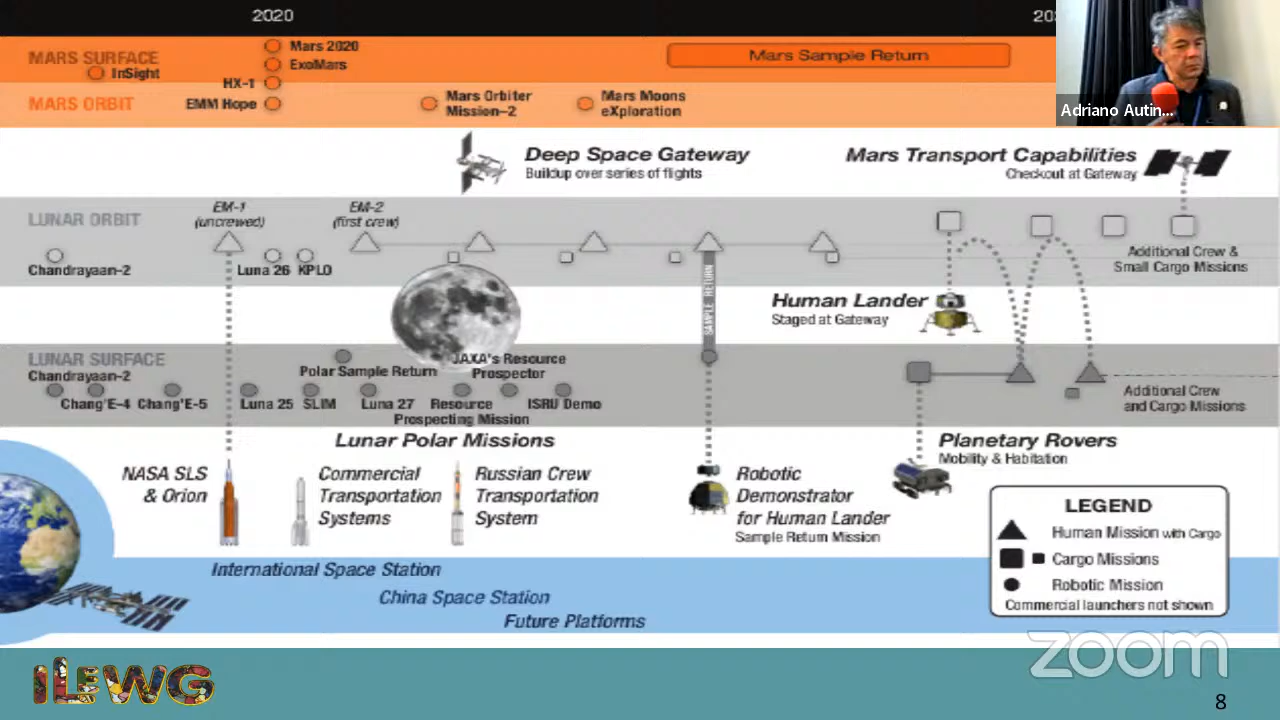 2020
20
Adriano Autin...
MARS SURFACE
InSight
Mars 2020
ExoMars
HX-1
Mars Sample Return
MARS ORBIT
EMM Hope
Mars Orbiter
Mission-2
Mars Moons
eXploration
Deep Space Gateway
Buildup over series of flights
Mars Transport Capabilities
Checkout at Gateway
LUNAR ORBIT
EM-1
(uncrewed)
EM-2
(first crew)
Chandrayaan-2
Luna 26
KPLO
Additional Crew &
Small Cargo Missions
SAMPLE RETURN
Human Lander
Staged at Gateway
LUNAR SURFACE
Chandrayaan-2
Polar Sample Return
JAXA's Resource
Prospector
Chang'E-4
Chang'E-5
Luna 25
SLIM
Luna 27
Resource
Prospecting Mission
ISRU Demo
Additional Crew
and Cargo Missions
Lunar Polar Missions
NASA SLS
& Orion
Commercial
Transportation
Systems
Russian Crew
Transportation
System
Robotic
Demonstrator
for Human Lander
Sample Return Mission
Planetary Rovers
Mobility & Habitation
LEGEND
Human Mission with Cargo
Cargo Missions
Robotic Mission
Commercial launchers not shown
International Space Station
China Space Station
Future Platforms
zoom
ILEWG
8